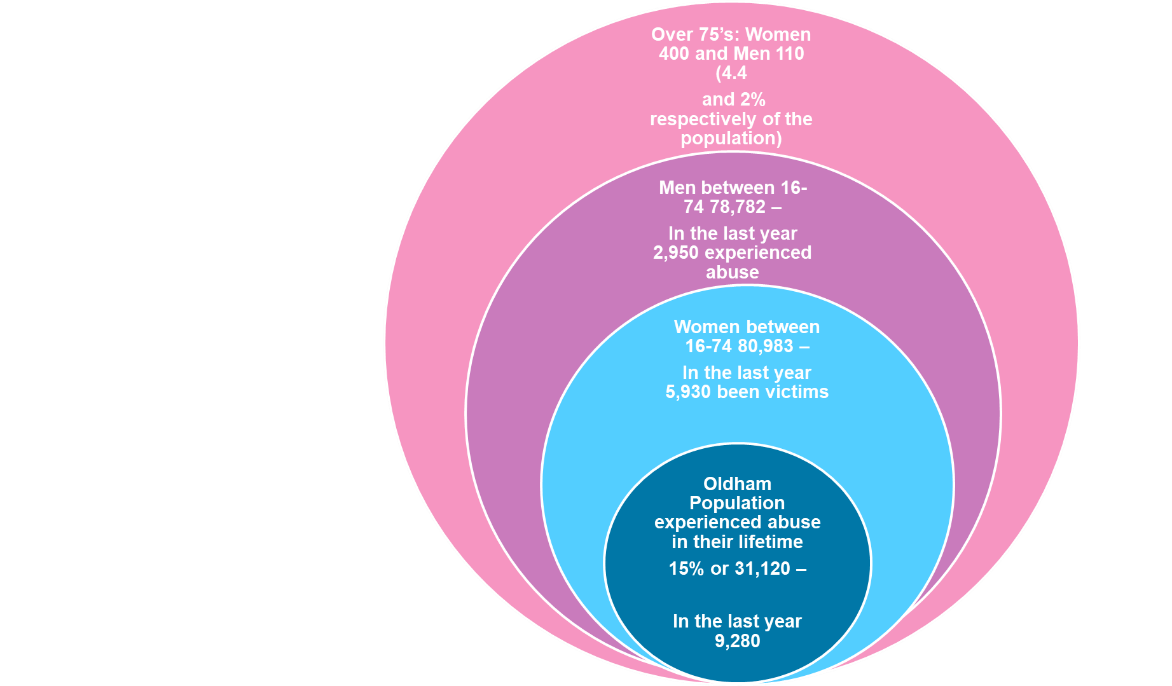 Over 75’s: Women
400 and Men 110
(4.4
and 2%
respectively of the
population)
Men between 16-
74 78,782 –
In the last year
2,950 experienced
abuse
Women between
16-74 80,983 –
In the last year
5,930 been victims
Oldham
Population
experienced abuse
in their lifetime
15% or 31,120 –
In the last year
9,280